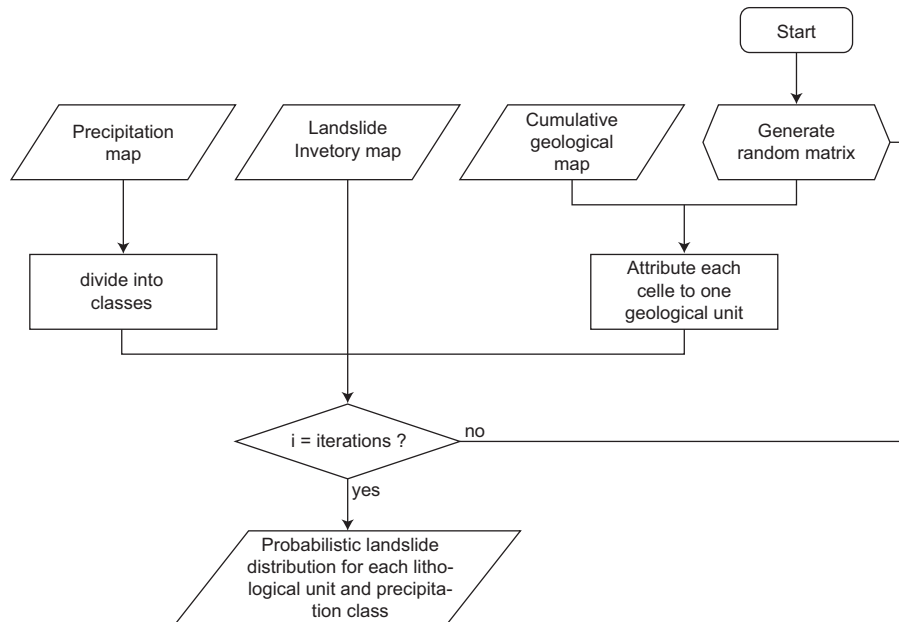 Start
Precipitation
map
Landslide
Invetory map
Cumulative
geological
map
Generate
random matrix
divide into
classes
Attribute each
celle to one
geological unit
i = iterations ?
no
yes
Probabilistic landslide
distribution for each litho-
logical unit and precipita-
tion class